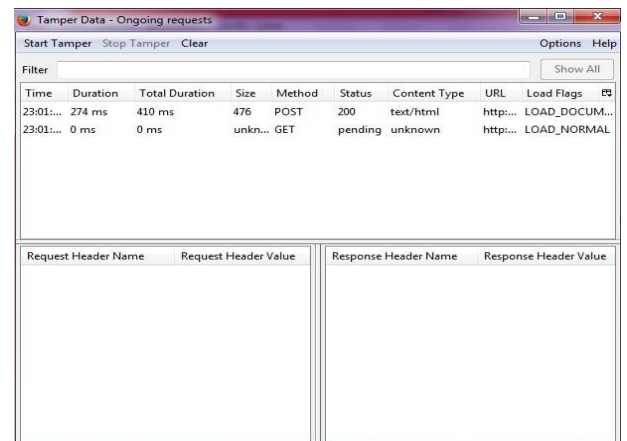 Tamper Data - Ongoing requests
Start Tamper Stop Tamper Clear Options Help
Filter Show All
Time Duration Total Duration Size Method Status Content Type URL Load Flags
23:01:... 274 ms 410 ms 476 POST 200 text/html http:... LOAD_DOCUM...
23:01:... 0 ms 0 ms unkn... GET pending unknown http:... LOAD_NORMAL
Request Header Name Request Header Value Response Header Name Response Header Value